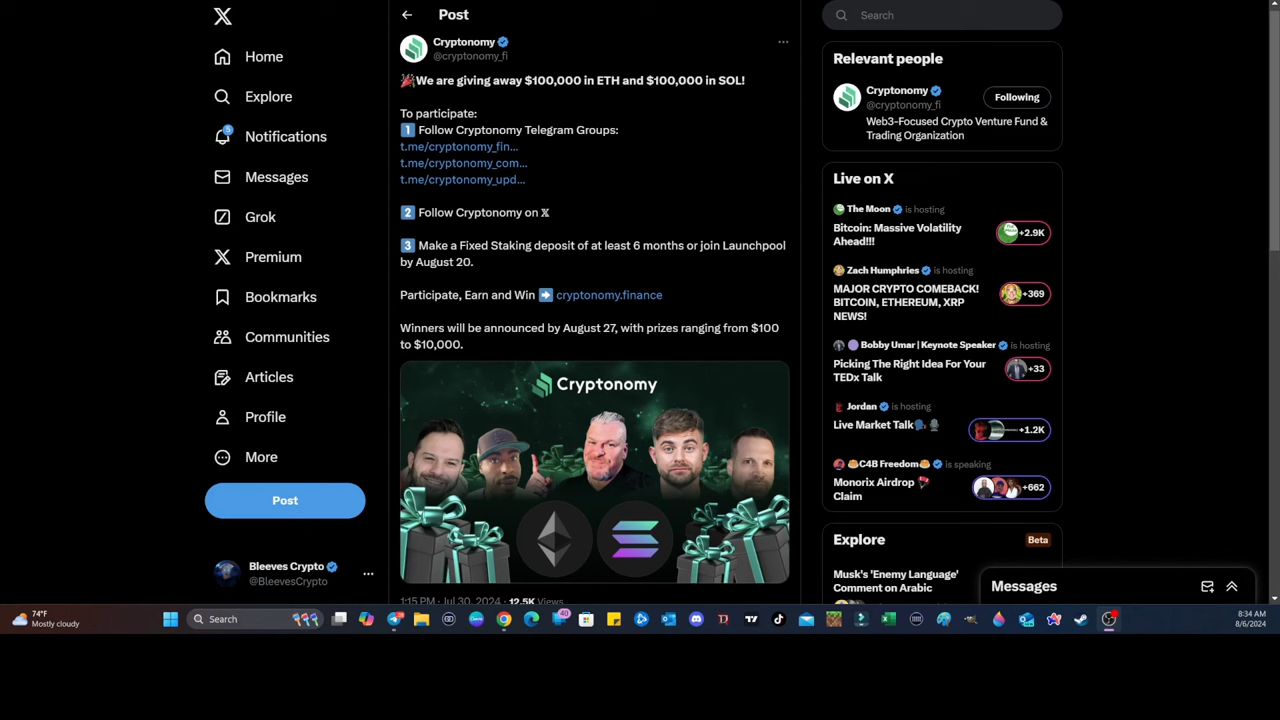 Post
Search
Home
Explore
5
Notifications
Messages
Grok
Premium
Bookmarks
Communities
Articles
Profile
More
Post
Bleeves Crypto
@BleevesCrypto
Cryptonomy
@cryptonomy_fi
🎉We are giving away $100,000 in ETH and $100,000 in SOL!
To participate:
1️⃣ Follow Cryptonomy Telegram Groups:
t.me/cryptonomy_fin…
t.me/cryptonomy_com…
t.me/cryptonomy_upd…
2️⃣ Follow Cryptonomy on 𝕏
3️⃣ Make a Fixed Staking deposit of at least 6 months or join Launchpool
by August 20.
Participate, Earn and Win ➡️ cryptonomy.finance
Winners will be announced by August 27, with prizes ranging from $100
to $10,000.
Cryptonomy
1:15 PM · Jul 30, 2024 · 12.5K Views
Relevant people
Cryptonomy
@cryptonomy_fi
Following
Web3-Focused Crypto Venture Fund &
Trading Organization
Live on X
The Moon is hosting
Bitcoin: Massive Volatility
Ahead!!!
+2.9K
Zach Humphries is hosting
MAJOR CRYPTO COMEBACK!
BITCOIN, ETHEREUM, XRP
NEWS!
+369
Bobby Umar | Keynote Speaker is hosting
Picking The Right Idea For Your
TEDx Talk
+33
Jordan is hosting
Live Market Talk
+1.2K
C4B Freedom is speaking
Monorix Airdrop
Claim
+662
Explore
Beta
Musk's 'Enemy Language'
Comment on Arabic
Messages
74°F
Mostly cloudy
Search
40
8:34 AM
8/6/2024